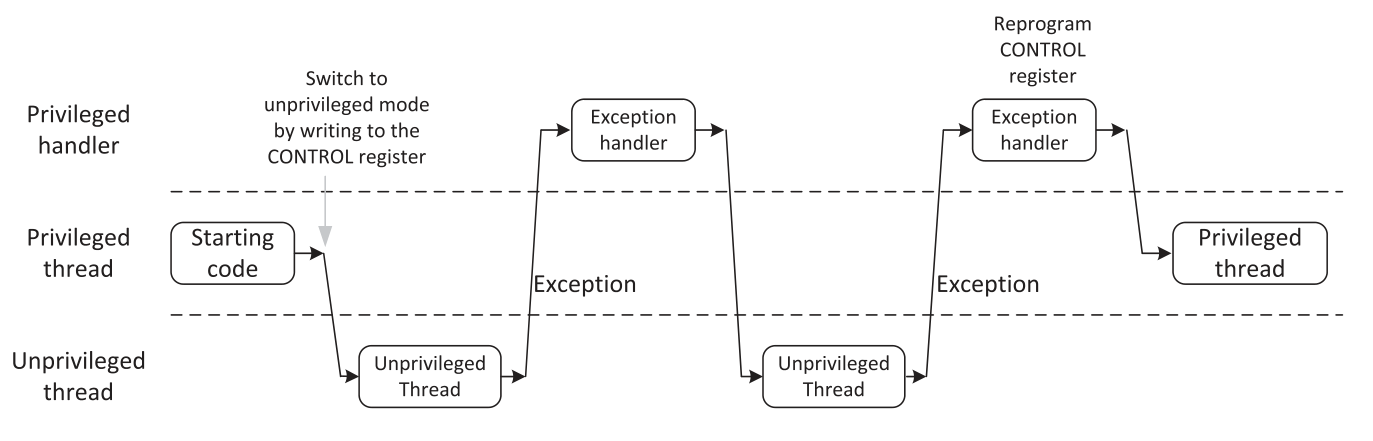 Reprogram
CONTROL
register
Switch to
unprivileged mode
by writing to the
CONTROL register
Privileged
handler
Exception
handler
Exception
handler
Privileged
thread
Starting
code
Exception
Exception
Privileged
thread
Unprivileged
thread
Unprivileged
Thread
Unprivileged
Thread